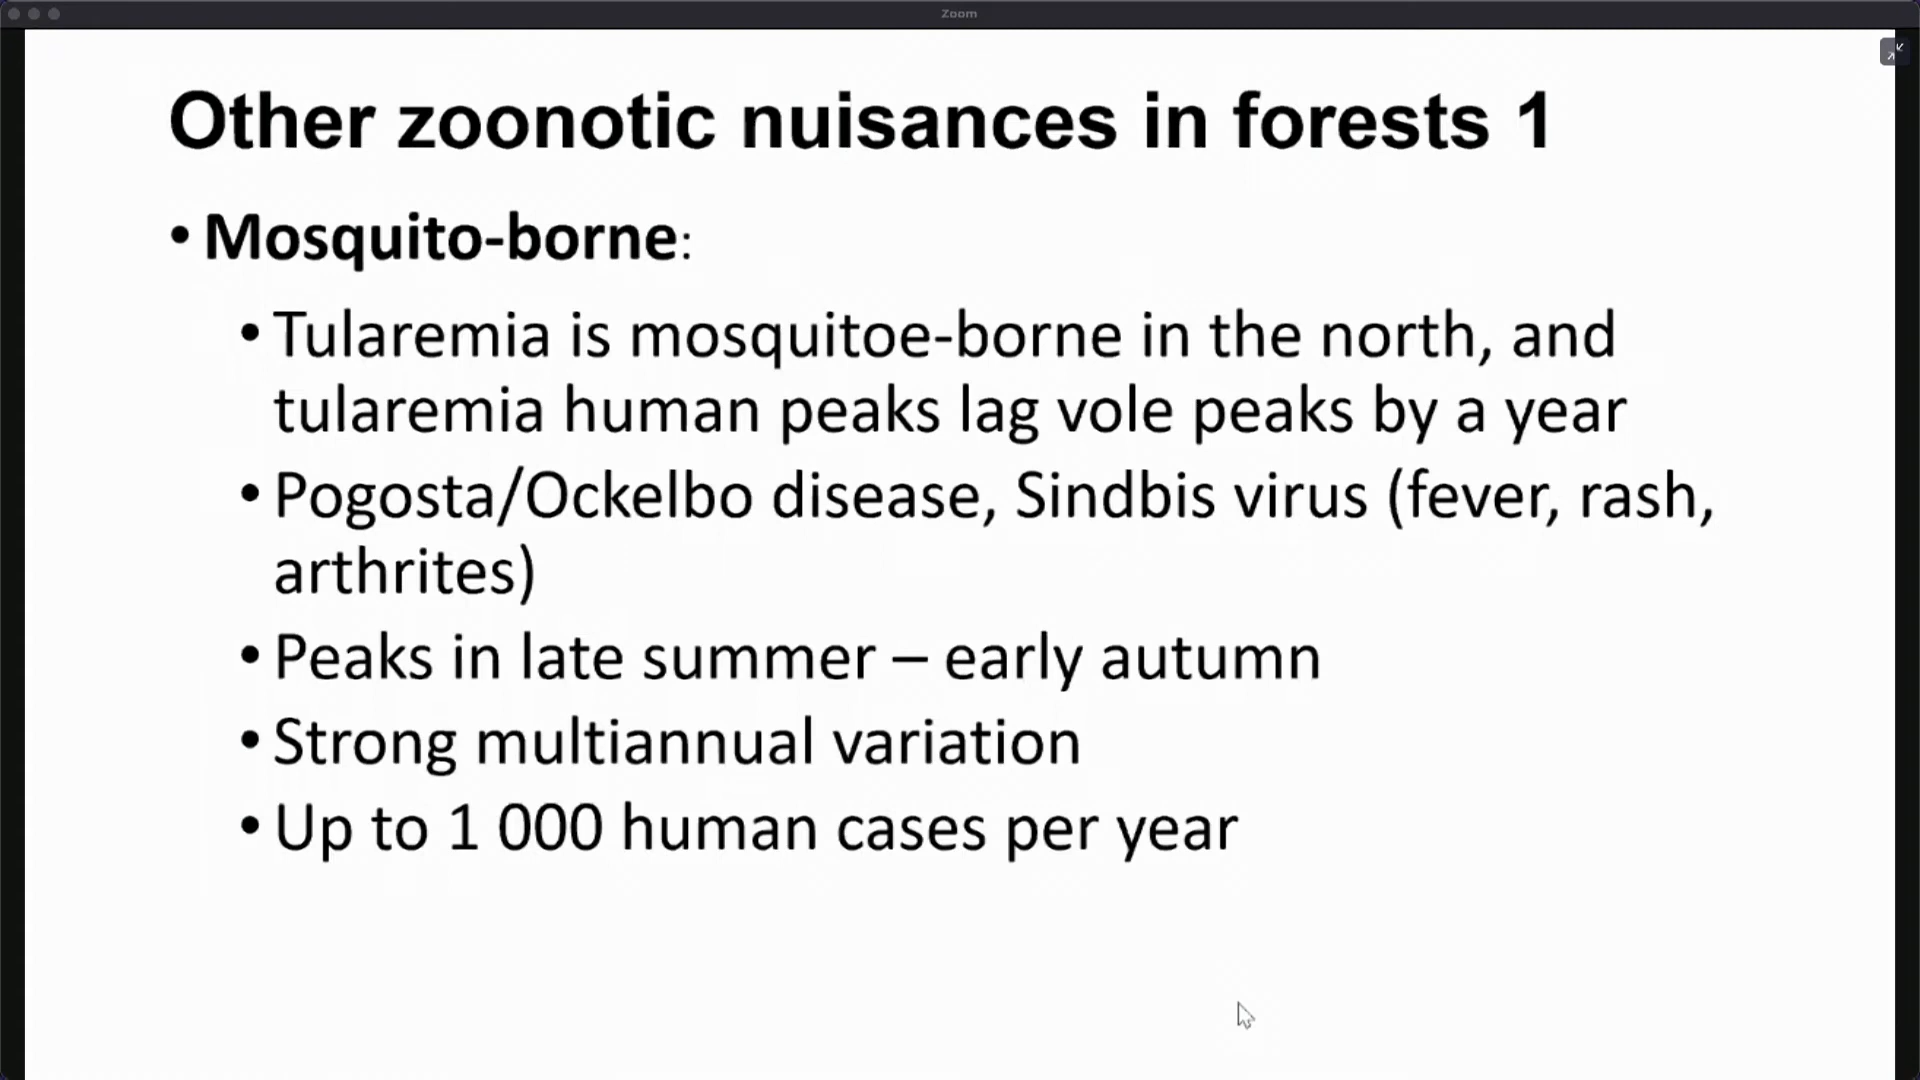 Zoom
Other zoonotic nuisances in forests 1
• Mosquito-borne:
• Tularemia is mosquitoe-borne in the north, and
tularemia human peaks lag vole peaks by a year
• Pogosta/Ockelbo disease, Sindbis virus (fever, rash,
arthrites)
• Peaks in late summer – early autumn
• Strong multiannual variation
• Up to 1 000 human cases per year